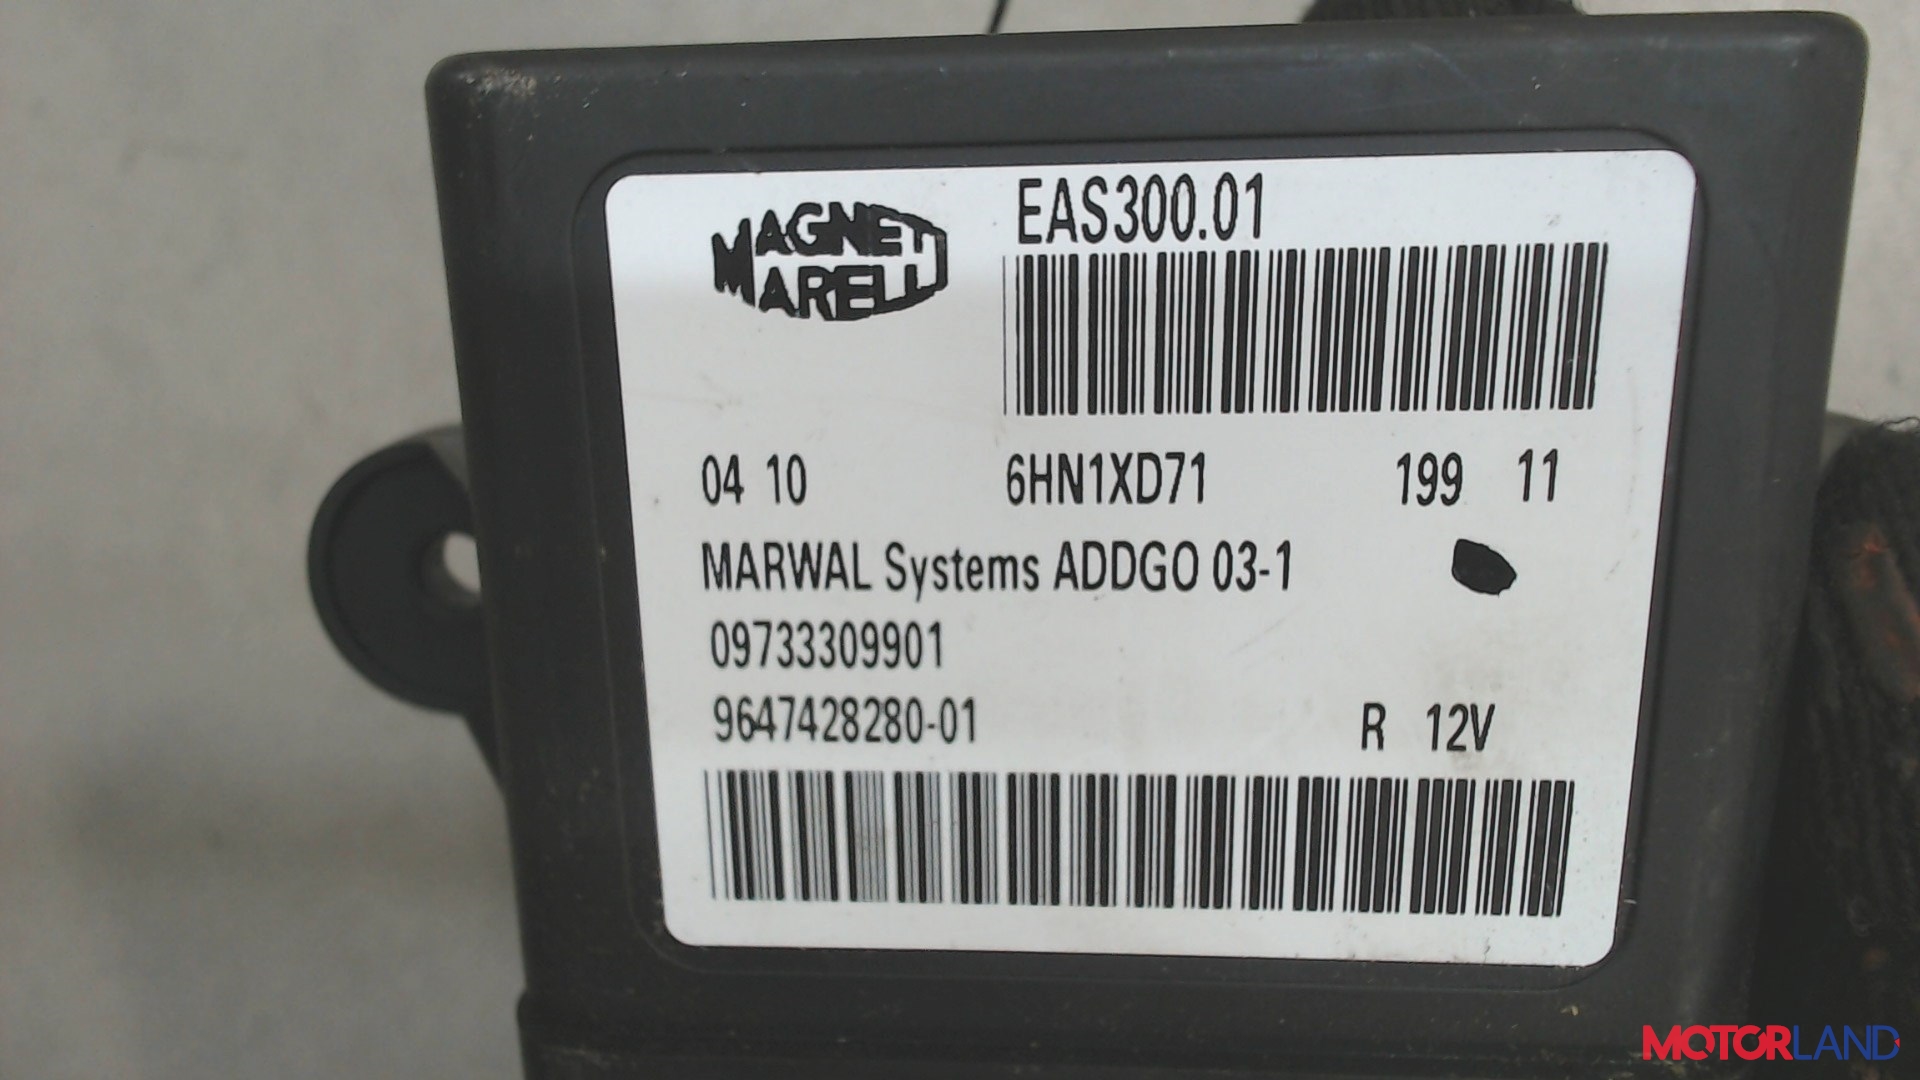 MAGNETI
MARELLI
EAS300.01
04 10 6HN1XD71 199 11
MARWAL Systems ADDGO 03-1
09733309901
9647428280-01 R 12V
MOTORLAND